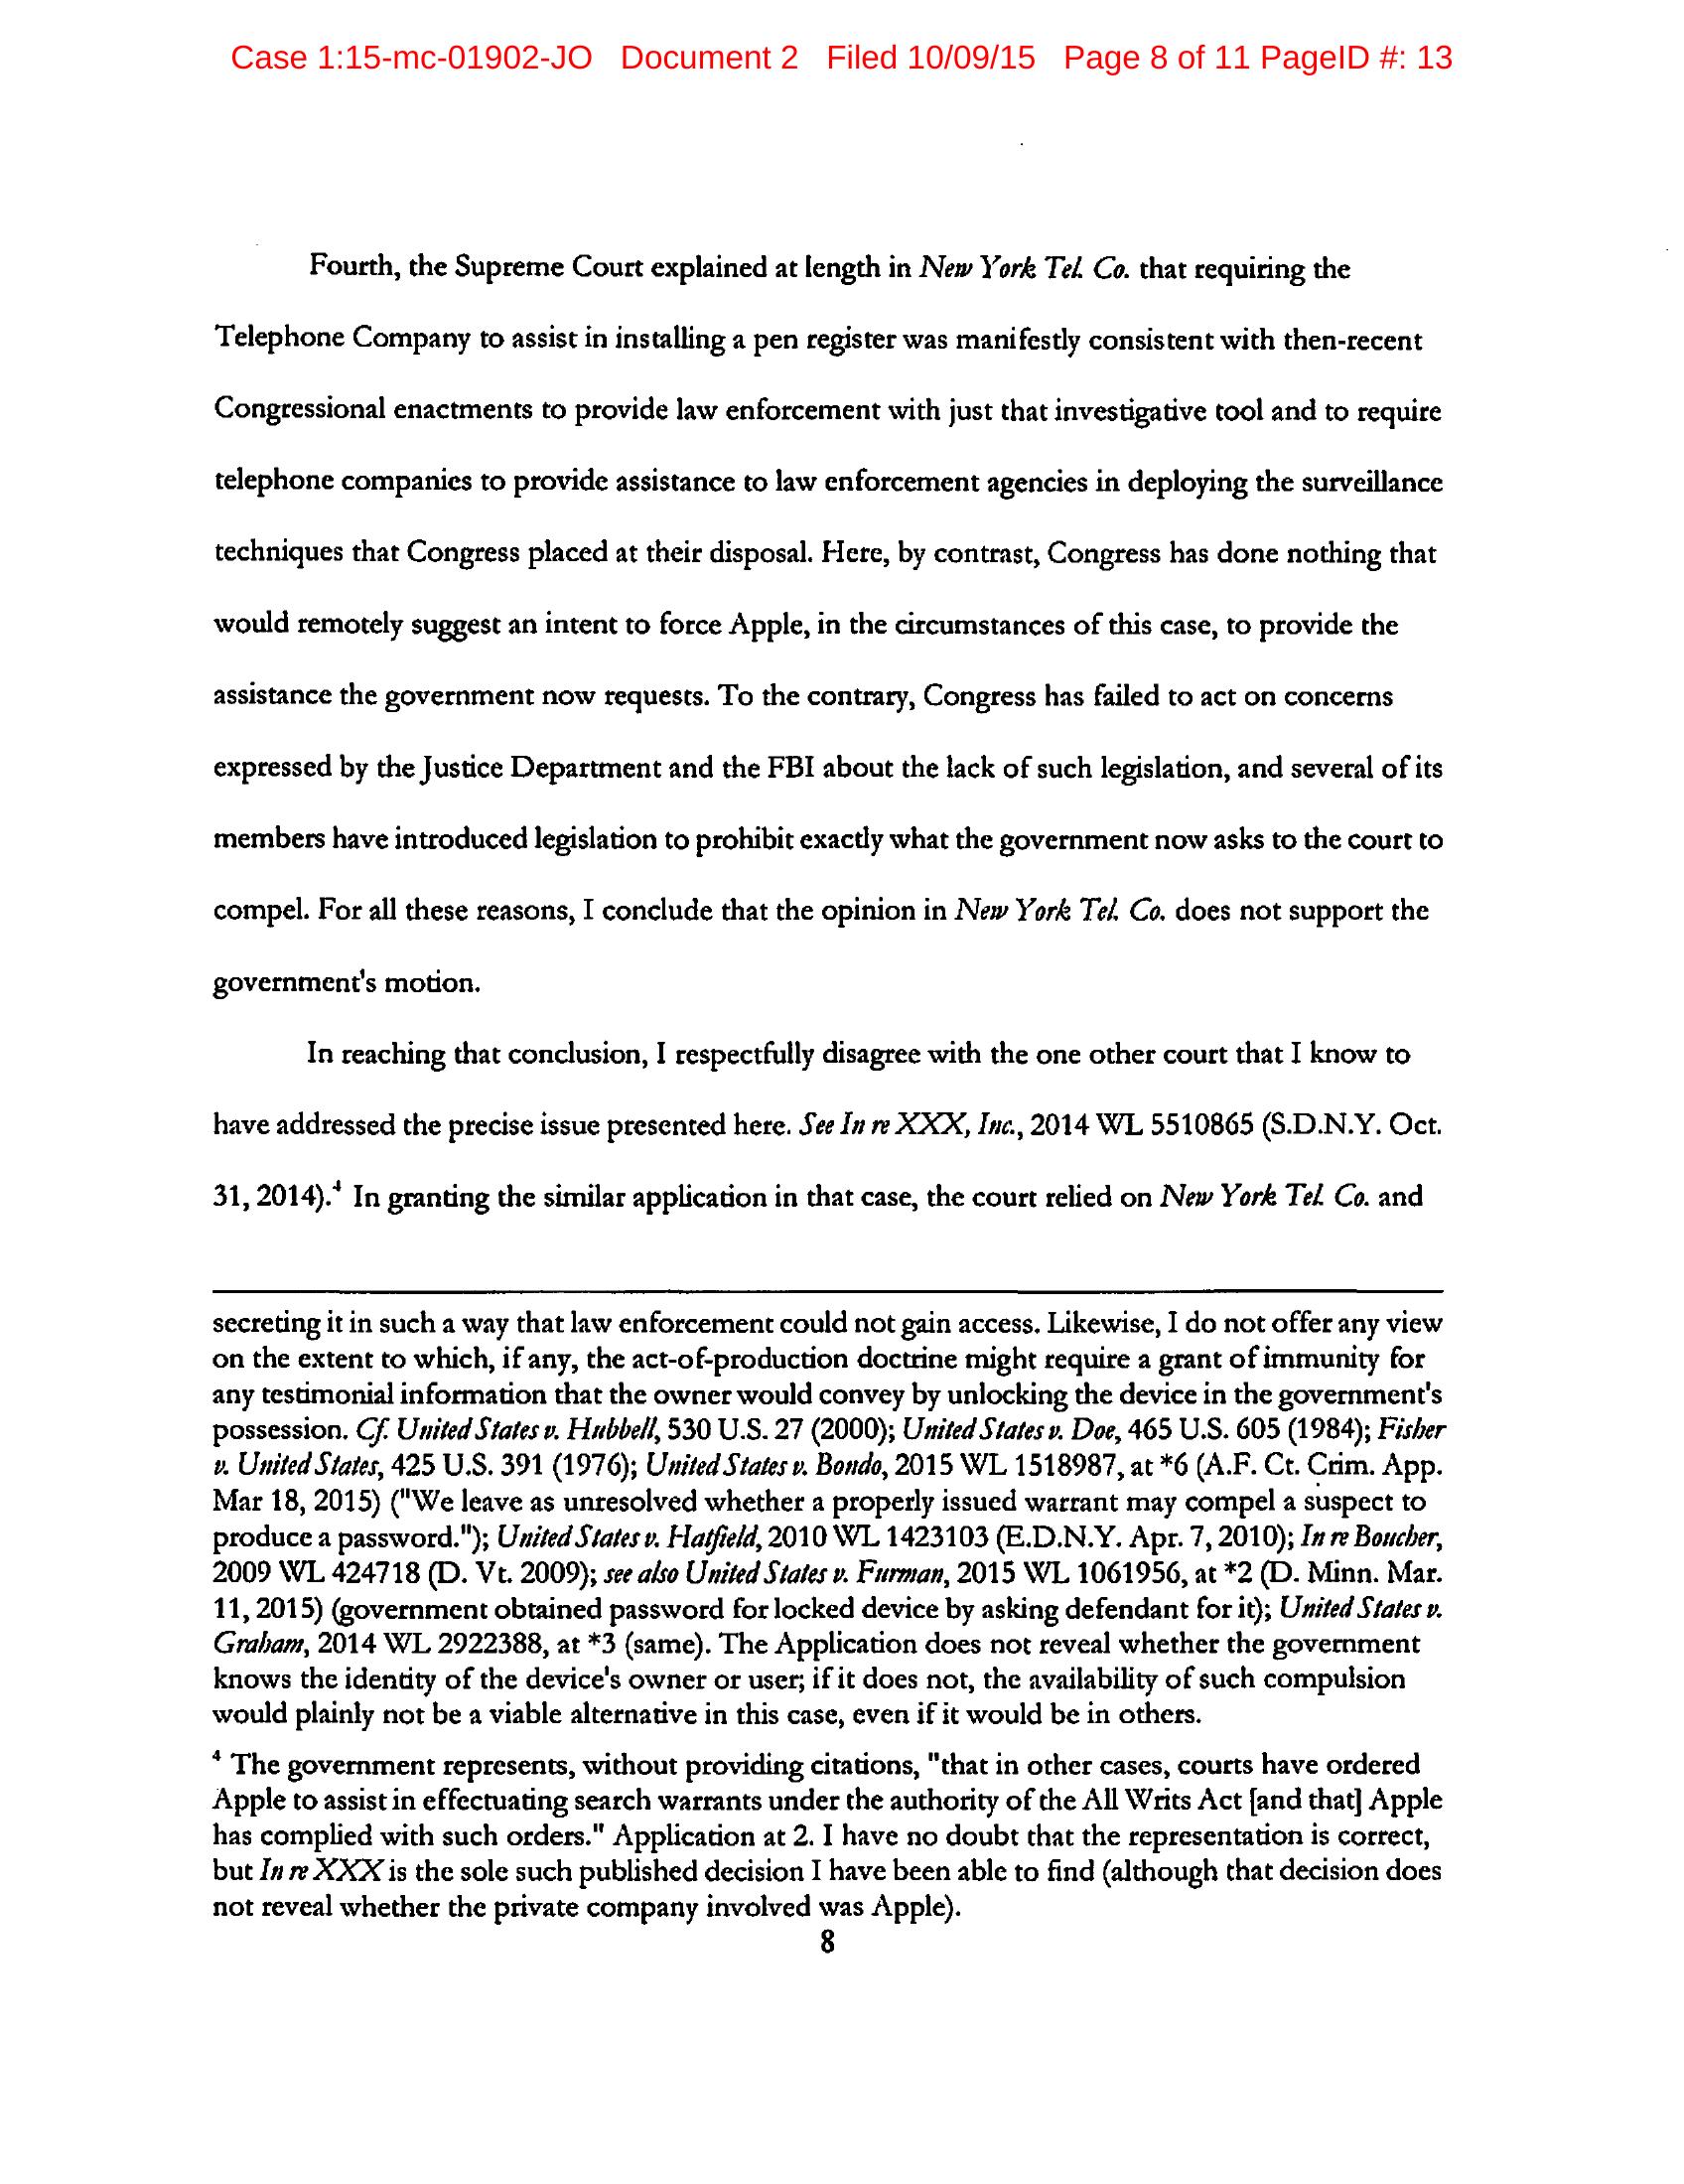 Case 1:15-mc-01902-JO Document 2 Filed 10/09/15 Page 8 of 11 PageID #: 13
Fourth, the Supreme Court explained at length in New York Tel. Co. that requiring the
Telephone Company to assist in installing a pen register was manifestly consistent with then-recent
Congressional enactments to provide law enforcement with just that investigative tool and to require
telephone companies to provide assistance to law enforcement agencies in deploying the surveillance
techniques that Congress placed at their disposal. Here, by contrast, Congress has done nothing that
would remotely suggest an intent to force Apple, in the circumstances of this case, to provide the
assistance the government now requests. To the contrary, Congress has failed to act on concerns
expressed by the Justice Department and the FBI about the lack of such legislation, and several of its
members have introduced legislation to prohibit exactly what the government now asks to the court to
compel. For all these reasons, I conclude that the opinion in New York Tel. Co. does not support the
government's motion.
In reaching that conclusion, I respectfully disagree with the one other court that I know to
have addressed the precise issue presented here. See In re XXX, Inc., 2014 WL 5510865 (S.D.N.Y. Oct.
31, 2014).⁴ In granting the similar application in that case, the court relied on New York Tel. Co. and
secreting it in such a way that law enforcement could not gain access. Likewise, I do not offer any view
on the extent to which, if any, the act-of-production doctrine might require a grant of immunity for
any testimonial information that the owner would convey by unlocking the device in the government's
possession. Cf. United States v. Hubbell, 530 U.S. 27 (2000); United States v. Doe, 465 U.S. 605 (1984); Fisher
v. United States, 425 U.S. 391 (1976); United States v. Bondo, 2015 WL 1518987, at *6 (A.F. Ct. Crim. App.
Mar 18, 2015) ("We leave as unresolved whether a properly issued warrant may compel a suspect to
produce a password."); United States v. Hatfield, 2010 WL 1423103 (E.D.N.Y. Apr. 7, 2010); In re Boucher,
2009 WL 424718 (D. Vt. 2009); see also United States v. Furman, 2015 WL 1061956, at *2 (D. Minn. Mar.
11, 2015) (government obtained password for locked device by asking defendant for it); United States v.
Graham, 2014 WL 2922388, at *3 (same). The Application does not reveal whether the government
knows the identity of the device's owner or user; if it does not, the availability of such compulsion
would plainly not be a viable alternative in this case, even if it would be in others.
⁴ The government represents, without providing citations, "that in other cases, courts have ordered
Apple to assist in effectuating search warrants under the authority of the All Writs Act [and that] Apple
has complied with such orders." Application at 2. I have no doubt that the representation is correct,
but In re XXX is the sole such published decision I have been able to find (although that decision does
not reveal whether the private company involved was Apple).
8